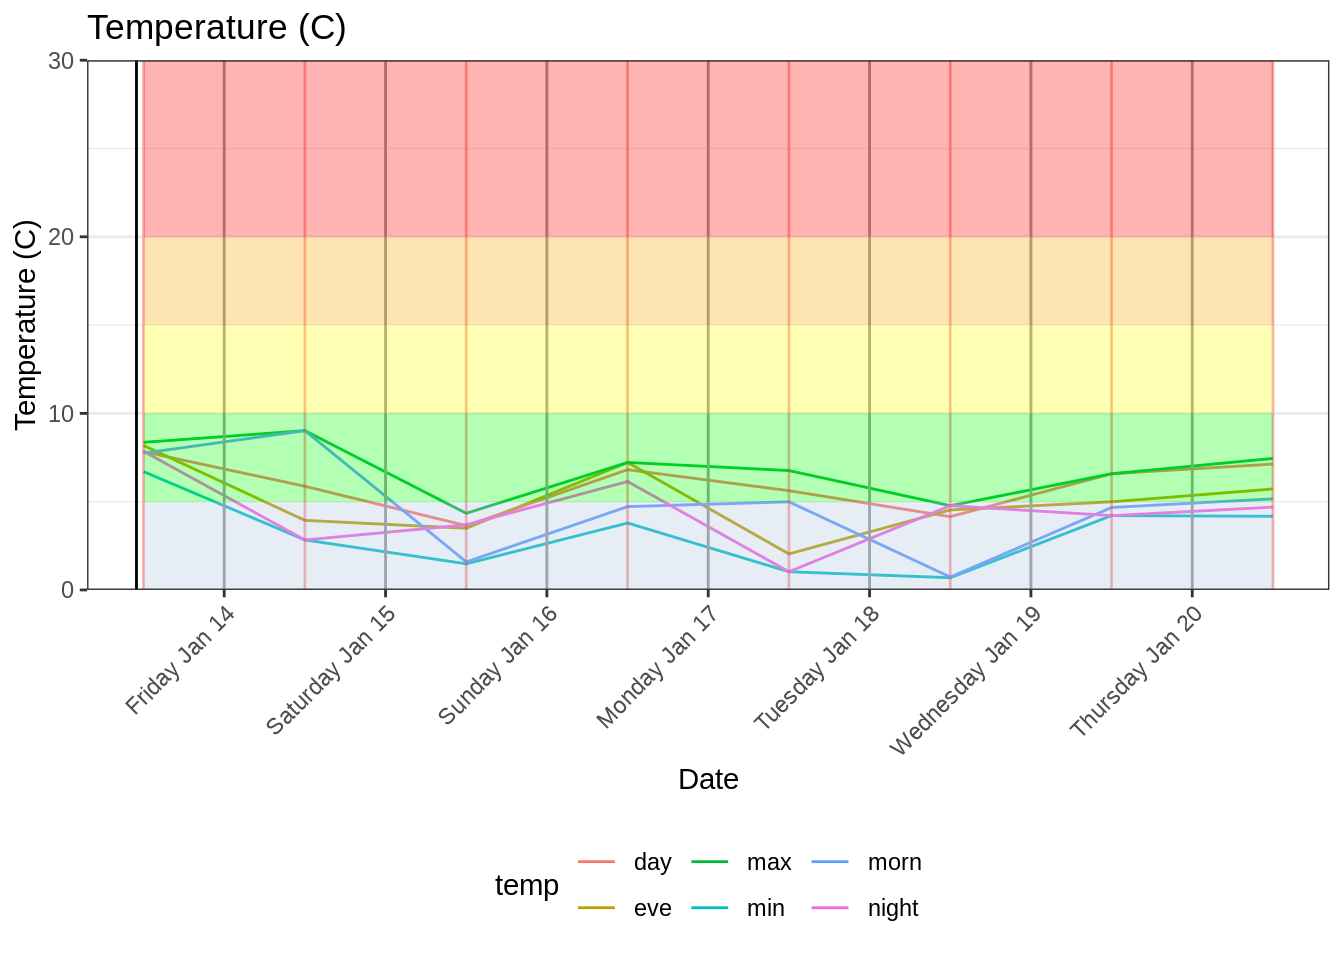 Temperature (C)
Temperature (C)
30
20
10
0
Friday Jan 14
Saturday Jan 15
Sunday Jan 16
Monday Jan 17
Tuesday Jan 18
Wednesday Jan 19
Thursday Jan 20
Date
temp
day max morn
eve min night